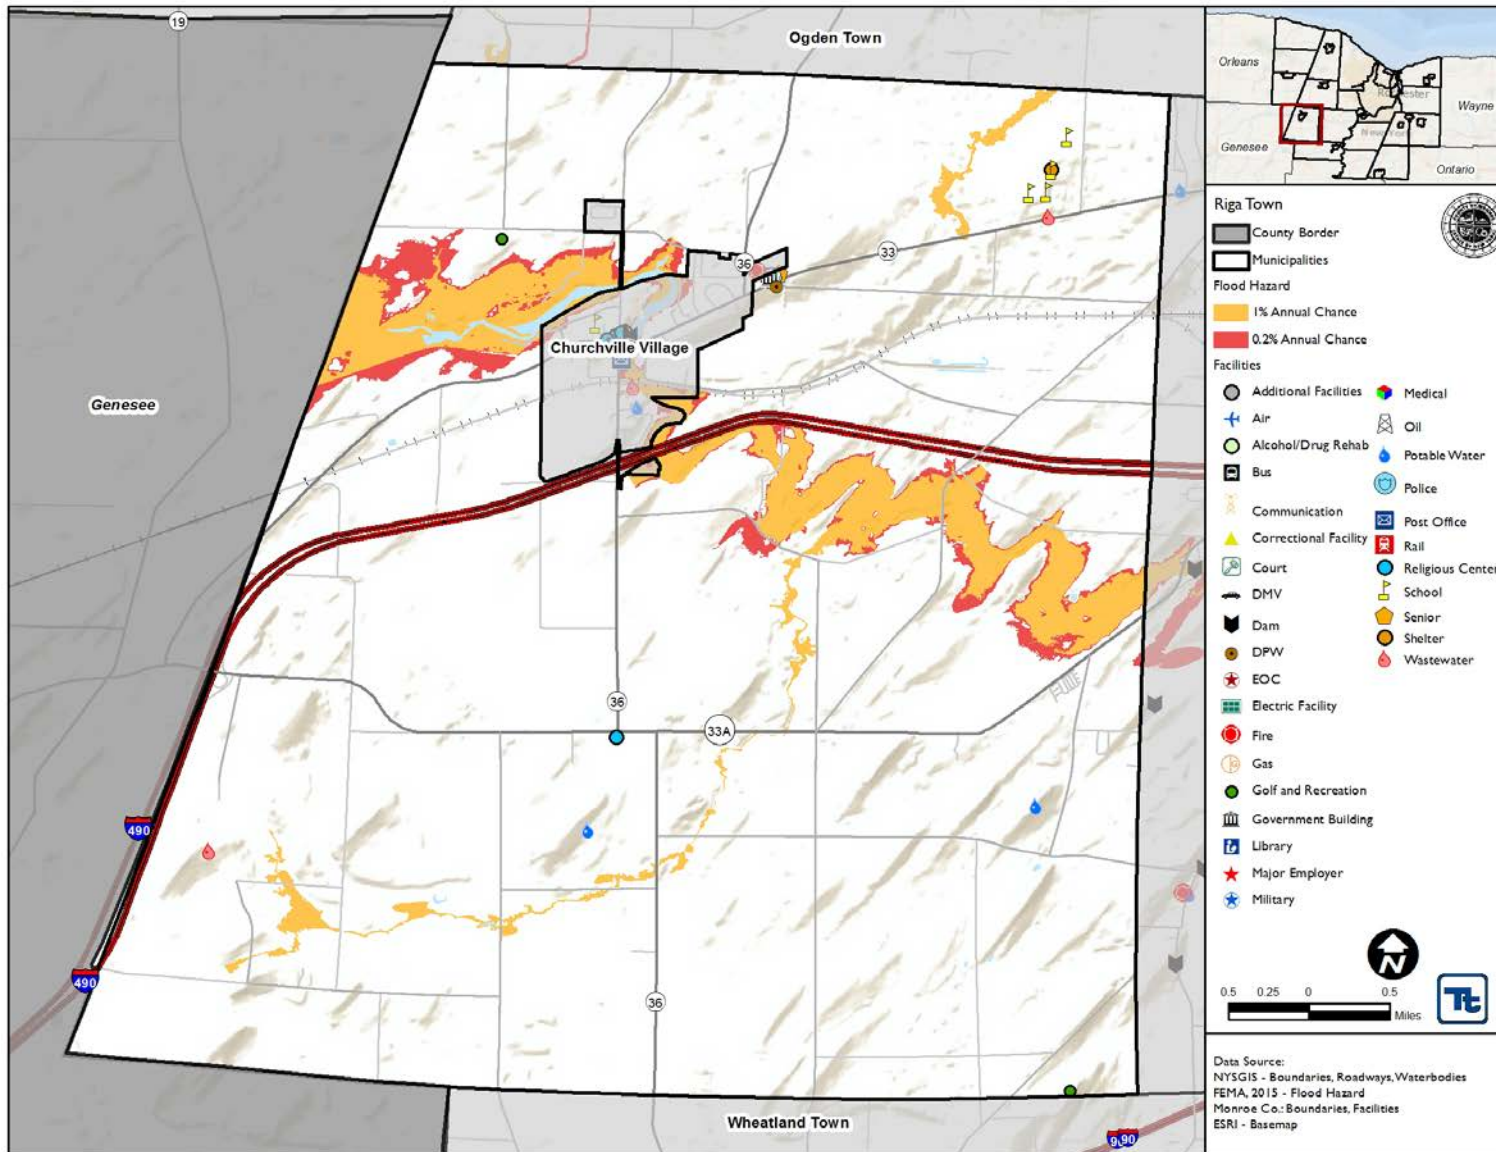 19
Ogden Town
36
33
Churchville Village
Genesee
36
33A
490
490
36
Wheatland Town
90
Orleans
Rochester
Wayne
Genesee
Ontario
Riga Town
County Border
Municipalities
Flood Hazard
1% Annual Chance
0.2% Annual Chance
Facilities
Additional Facilities
Air
Alcohol/Drug Rehab
Bus
Communication
Correctional Facility
Court
DMV
Dam
DPW
EOC
Electric Facility
Fire
Gas
Golf and Recreation
Government Building
Library
Major Employer
Military
Medical
Oil
Potable Water
Police
Post Office
Rail
Religious Center
School
Senior
Shelter
Wastewater
N
0.5 0.25 0 0.5
Miles
Tt
Data Source:
NYSGIS - Boundaries, Roadways, Waterbodies
FEMA, 2015 - Flood Hazard
Monroe Co.: Boundaries, Facilities
ESRI - Basemap